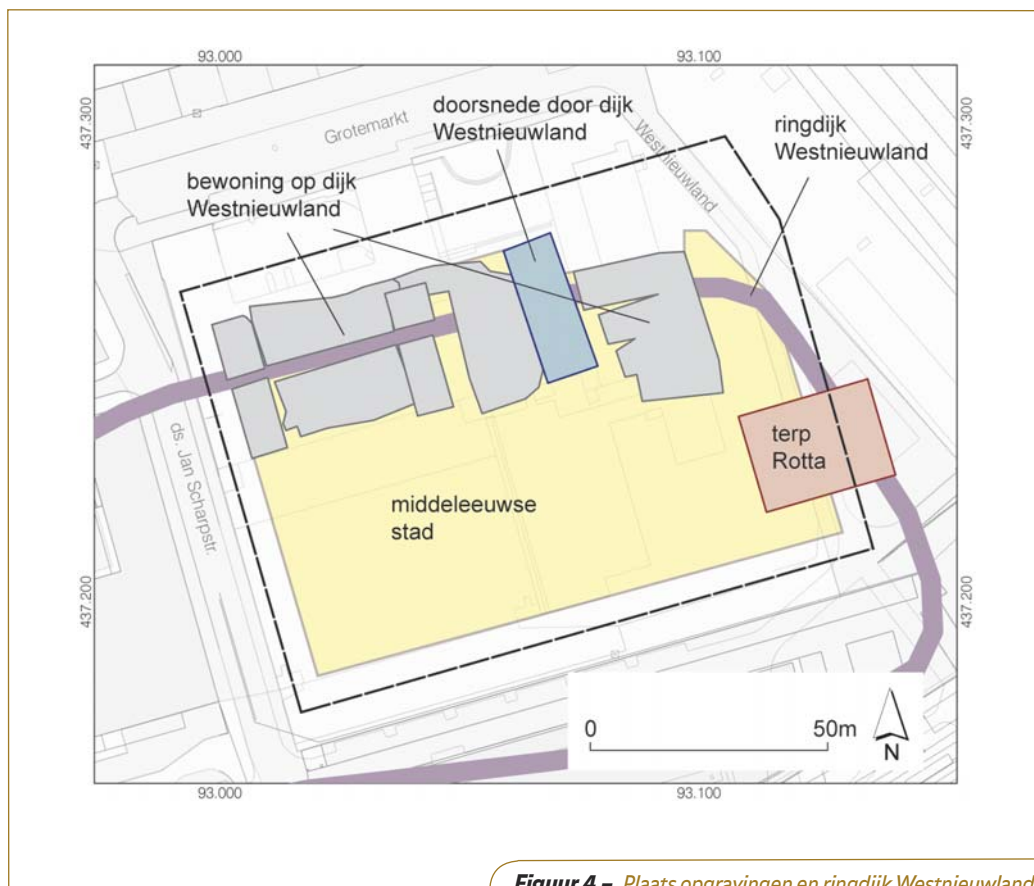 93.000
93.100
437.300
437.300
Grotemarkt
doorsnede door dijk
Westnieuwland
Westnieuwland
ringdijk
Westnieuwland
bewoning op dijk
Westnieuwland
ds. Jan Scharpstr.
terp
Rotta
middeleeuwse
stad
437.200
437.200
0
50m
N
93.000
93.100
Figuur 4 – Plaats opgravingen en ringdijk Westnieuwland